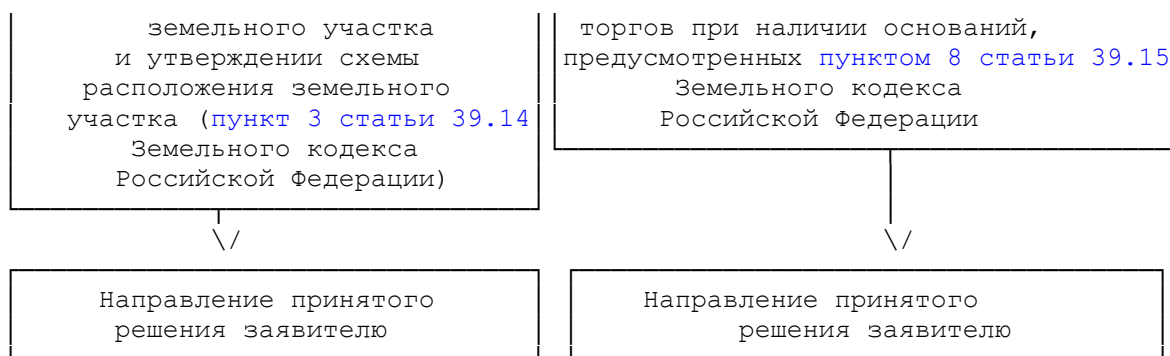 земельного участка
и утверждении схемы
расположения земельного
участка (пункт 3 статьи 39.14
Земельного кодекса
Российской Федерации)
торгов при наличии оснований,
предусмотренных пунктом 8 статьи 39.15
Земельного кодекса
Российской Федерации
\/
\/
Направление принятого
решения заявителю
Направление принятого
решения заявителю